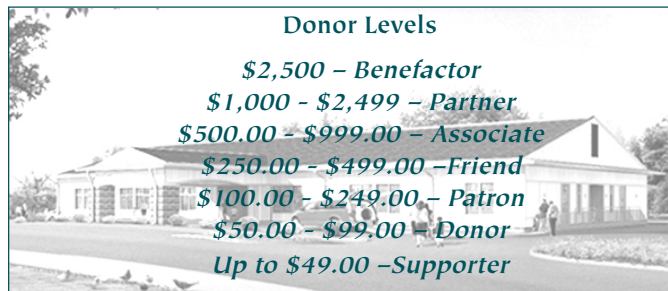 Donor Levels
$2,500 – Benefactor
$1,000 - $2,499 – Partner
$500.00 - $999.00 – Associate
$250.00 - $499.00 –Friend
$100.00 - $249.00 – Patron
$50.00 - $99.00 – Donor
Up to $49.00 –Supporter